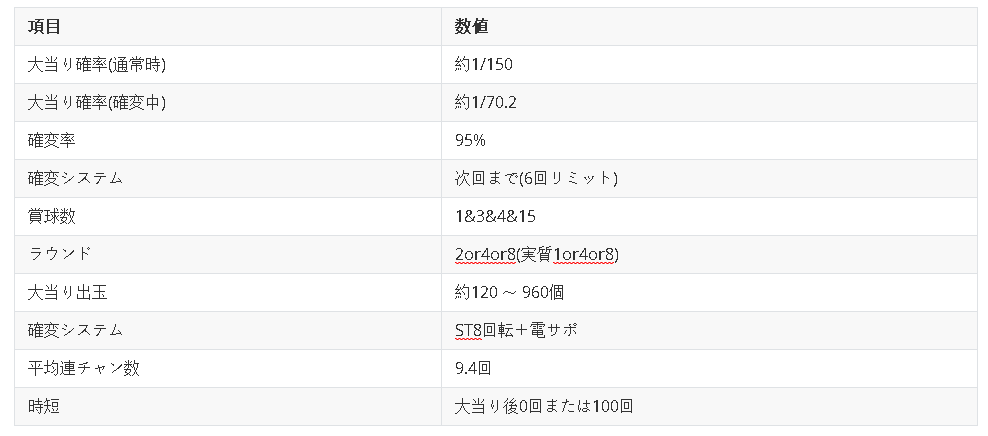 項目 数値
大当り確率(通常時) 約1/150
大当り確率(確変中) 約1/70.2
確変率 95%
確変システム 次回まで(6回リミット)
賞球数 1&3&4&15
ラウンド 2or4or8(実質1or4or8)
大当り出玉 約120 ～ 960個
確変システム ST8回転＋電サポ
平均連チャン数 9.4回
時短 大当り後0回または100回